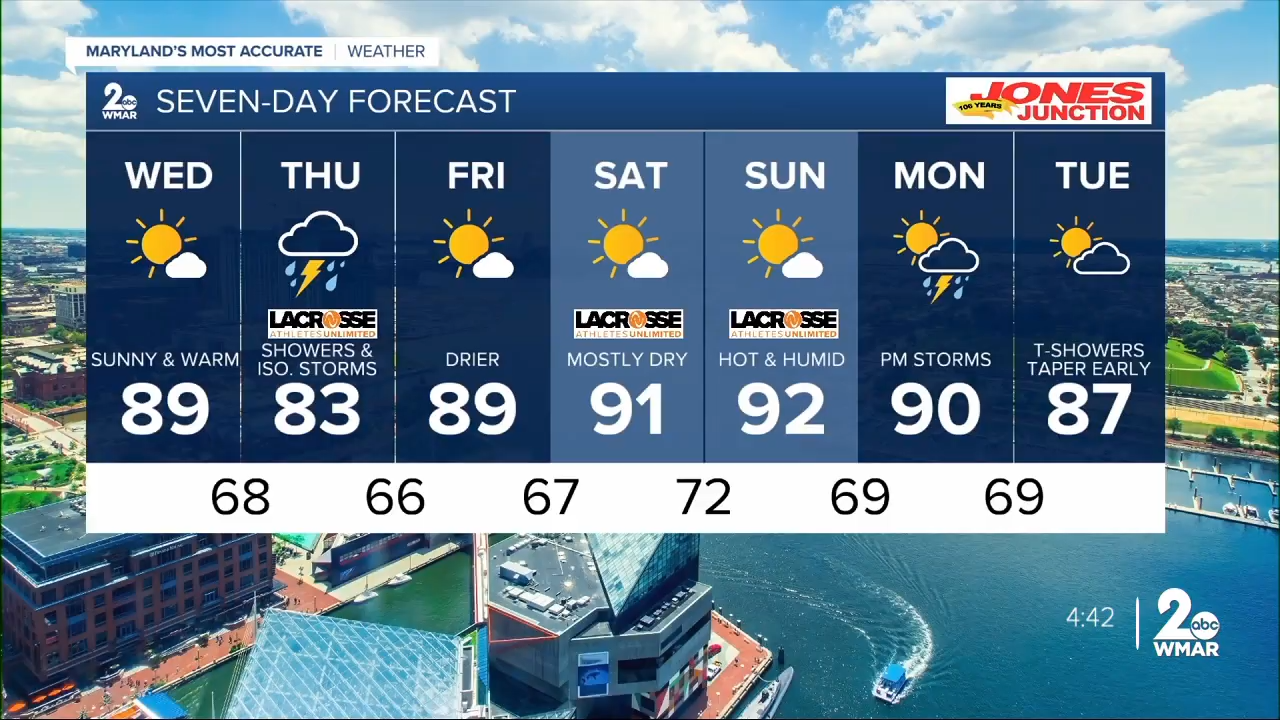 MARYLAND'S MOST ACCURATE | WEATHER
2 abc WMAR
SEVEN-DAY FORECAST
106 YEARS JONES JUNCTION
WED THU FRI SAT SUN MON TUE
LACROSSE LACROSSE LACROSSE
ATHLETES UNLIMITED ATHLETES UNLIMITED ATHLETES UNLIMITED
SUNNY & WARM
SHOWERS &
ISO. STORMS
DRIER
MOSTLY DRY
HOT & HUMID
PM STORMS
T-SHOWERS
TAPER EARLY
89 83 89 91 92 90 87
68 66 67 72 69 69
4:42
2 abc
WMAR